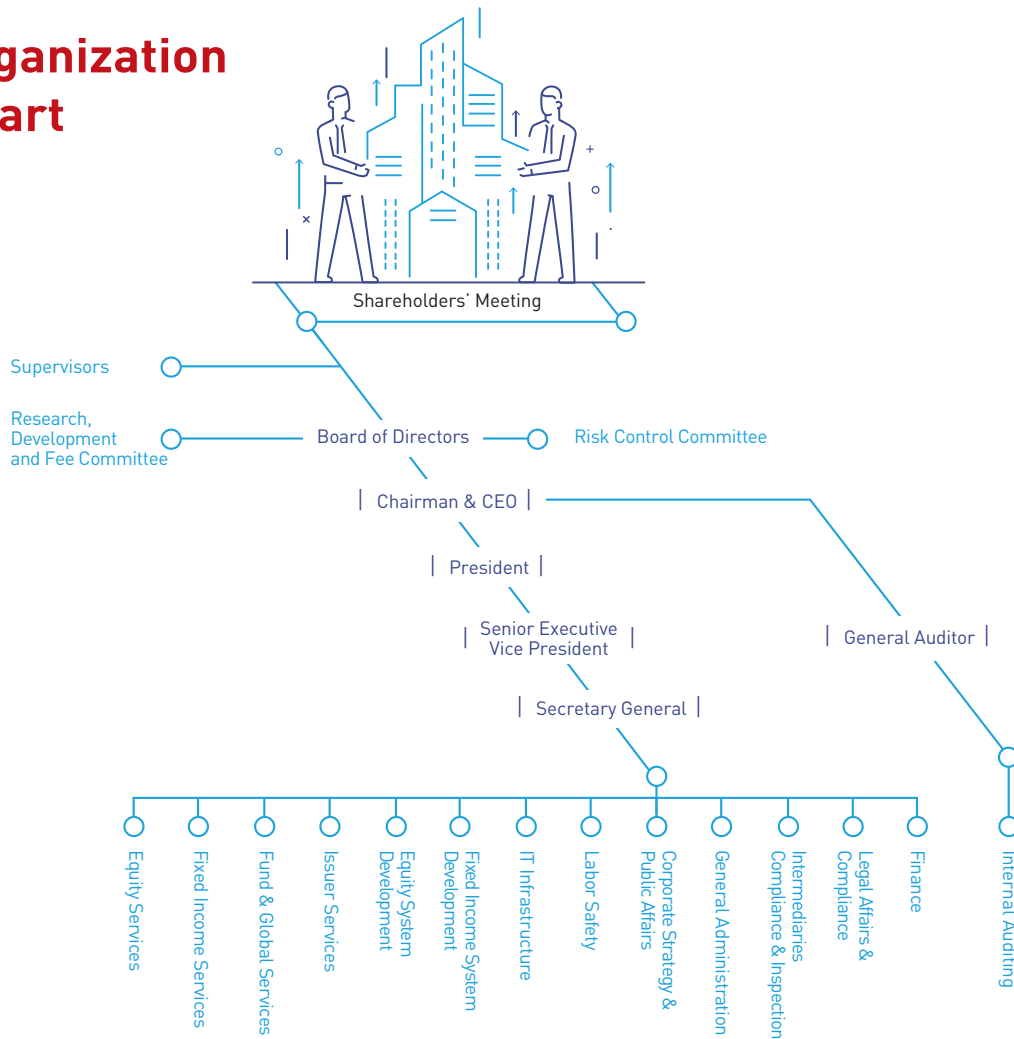 ganization
art
Shareholders’ Meeting
Supervisors
Research,
Development
and Fee Committee
Board of Directors
Risk Control Committee
Chairman & CEO
President
Senior Executive
Vice President
General Auditor
Secretary General
Equity Services
Fixed Income Services
Fund & Global Services
Issuer Services
Equity System
Development
Fixed Income System
Development
IT Infrastructure
Labor Safety
Corporate Strategy &
Public Affairs
General Administration
Intermediaries
Compliance & Inspection
Legal Affairs &
Compliance
Finance
Internal Auditing